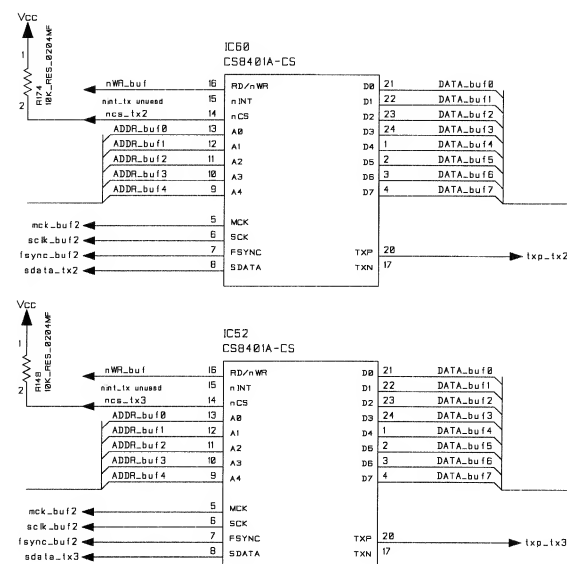 Vcc
1
2
R174
10K_RES_0204MF
IC60
CS8401A-CS
nWR_buf 16 RD/nWR D0 21 DATA_buf0
nint_tx unused 15 nINT D1 22 DATA_buf1
ncs_tx2 14 nCS D2 23 DATA_buf2
ADDR_buf0 13 A0 D3 24 DATA_buf3
ADDR_buf1 12 A1 D4 1 DATA_buf4
ADDR_buf2 11 A2 D5 2 DATA_buf5
ADDR_buf3 10 A3 D6 3 DATA_buf6
ADDR_buf4 9 A4 D7 4 DATA_buf7
mck_buf2 5 MCK
sclk_buf2 6 SCK
fsync_buf2 7 FSYNC TXP 20 txp_tx2
sdata_tx2 8 SDATA TXN 17
Vcc
1
2
R148
10K_RES_0204MF
IC52
CS8401A-CS
nWR_buf 16 RD/nWR D0 21 DATA_buf0
nint_tx unused 15 nINT D1 22 DATA_buf1
ncs_tx3 14 nCS D2 23 DATA_buf2
ADDR_buf0 13 A0 D3 24 DATA_buf3
ADDR_buf1 12 A1 D4 1 DATA_buf4
ADDR_buf2 11 A2 D5 2 DATA_buf5
ADDR_buf3 10 A3 D6 3 DATA_buf6
ADDR_buf4 9 A4 D7 4 DATA_buf7
mck_buf2 5 MCK
sclk_buf2 6 SCK
fsync_buf2 7 FSYNC TXP 20 txp_tx3
sdata_tx3 8 SDATA TXN 17